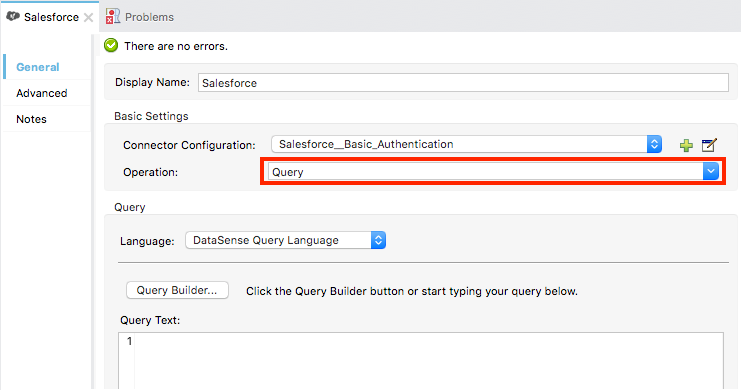 Salesforce Problems
There are no errors.
General
Display Name: Salesforce
Advanced
Notes
Basic Settings
Connector Configuration: Salesforce__Basic_Authentication
Operation: Query
Query
Language: DataSense Query Language
Query Builder... Click the Query Builder button or start typing your query below.
Query Text:
1